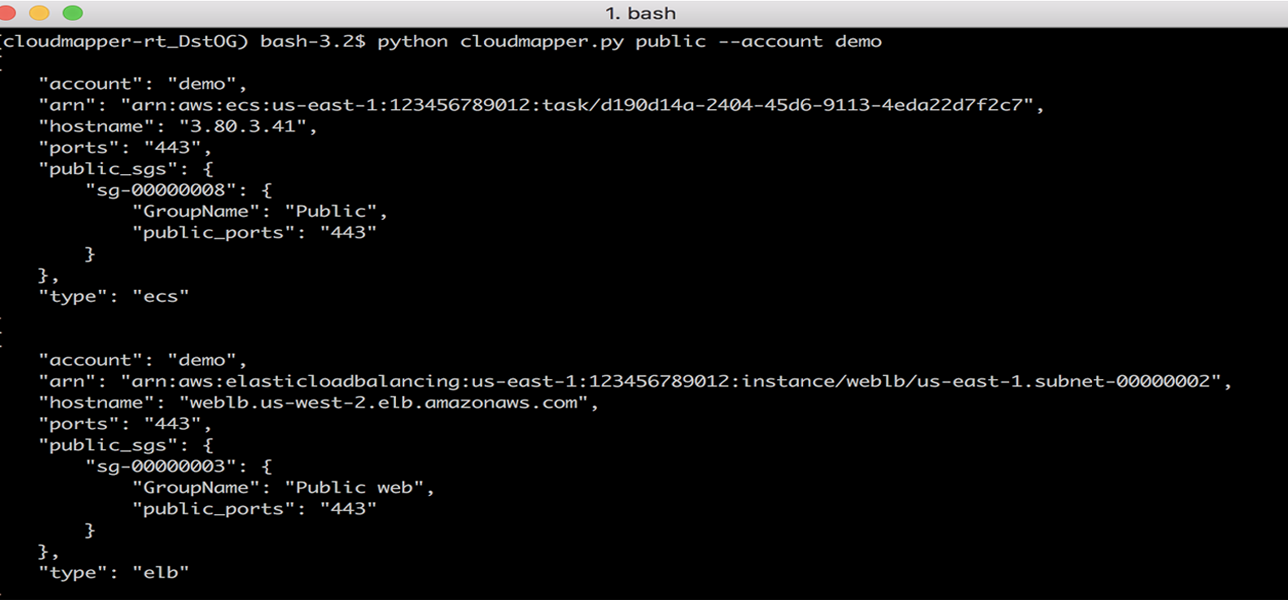 1. bash
(cloudmapper-rt_DstOG) bash-3.2$ python cloudmapper.py public --account demo
{
    "account": "demo",
    "arn": "arn:aws:ecs:us-east-1:123456789012:task/d190d14a-2404-45d6-9113-4eda22d7f2c7",
    "hostname": "3.80.3.41",
    "ports": "443",
    "public_sgs": {
        "sg-00000008": {
            "GroupName": "Public",
            "public_ports": "443"
        }
    },
    "type": "ecs"
}
{
    "account": "demo",
    "arn": "arn:aws:elasticloadbalancing:us-east-1:123456789012:instance/weblb/us-east-1.subnet-00000002",
    "hostname": "weblb.us-west-2.elb.amazonaws.com",
    "ports": "443",
    "public_sgs": {
        "sg-00000003": {
            "GroupName": "Public web",
            "public_ports": "443"
        }
    },
    "type": "elb"